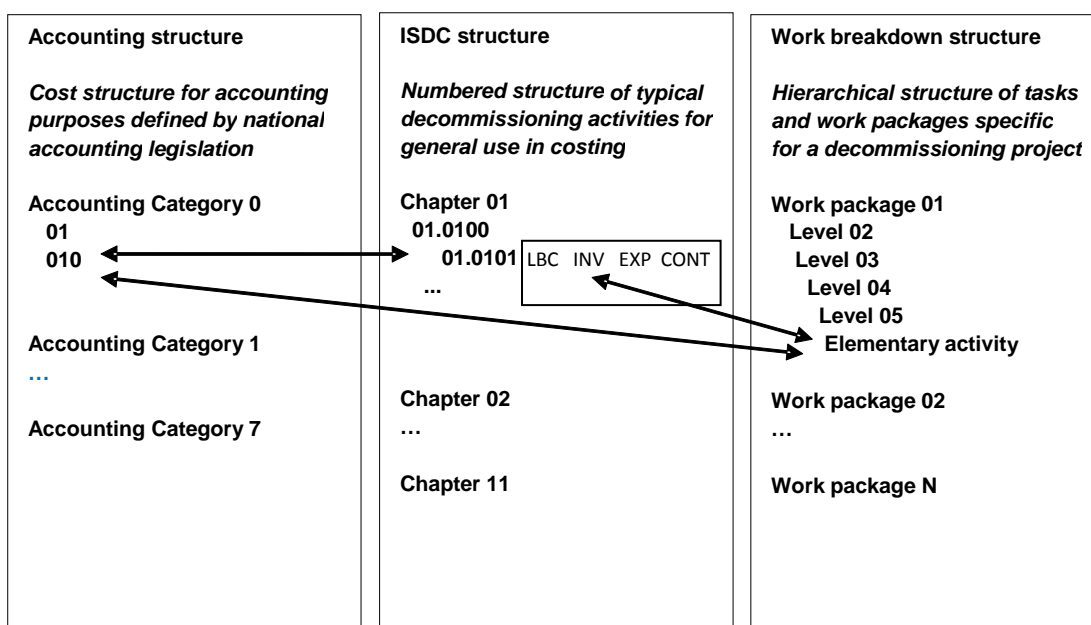 Accounting structure
Cost structure for accounting
purposes defined by national
accounting legislation
Accounting Category 0
01
010
Accounting Category 1
…
Accounting Category 7
ISDC structure
Numbered structure of typical
decommissioning activities for
general use in costing
Chapter 01
01.0100
01.0101 LBC INV EXP CONT
...
Chapter 02
…
Chapter 11
Work breakdown structure
Hierarchical structure of tasks
and work packages specific
for a decommissioning project
Work package 01
Level 02
Level 03
Level 04
Level 05
Elementary activity
Work package 02
…
Work package N